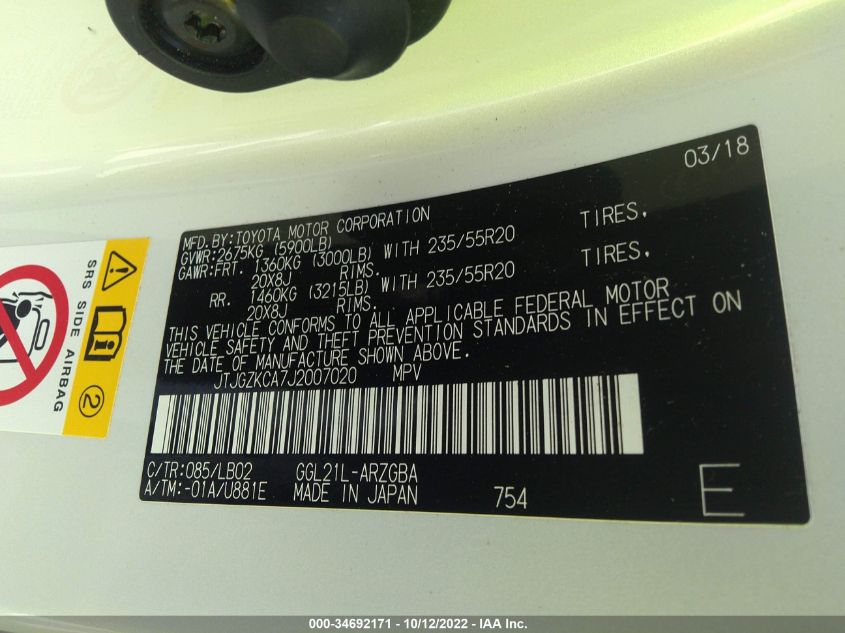 03/18
MFD.BY:TOYOTA MOTOR CORPORATION
GVWR:2675KG (5900LB)
GAWR:FRT. 1360KG (3000LB) WITH 235/55R20 TIRES,
20X8J RIMS.
RR. 1460KG (3215LB) WITH 235/55R20 TIRES,
20X8J RIMS.
THIS VEHICLE CONFORMS TO ALL APPLICABLE FEDERAL MOTOR
VEHICLE SAFETY AND THEFT PREVENTION STANDARDS IN EFFECT ON
THE DATE OF MANUFACTURE SHOWN ABOVE.
JTJGZKCA7J2007020 MPV
C/TR:085/LB02 GGL21L-ARZGBA
A/TM:-01A/U881E MADE IN JAPAN 754 E
SRS SIDE AIRBAG
2
000-34692171 - 10/12/2022 - IAA Inc.